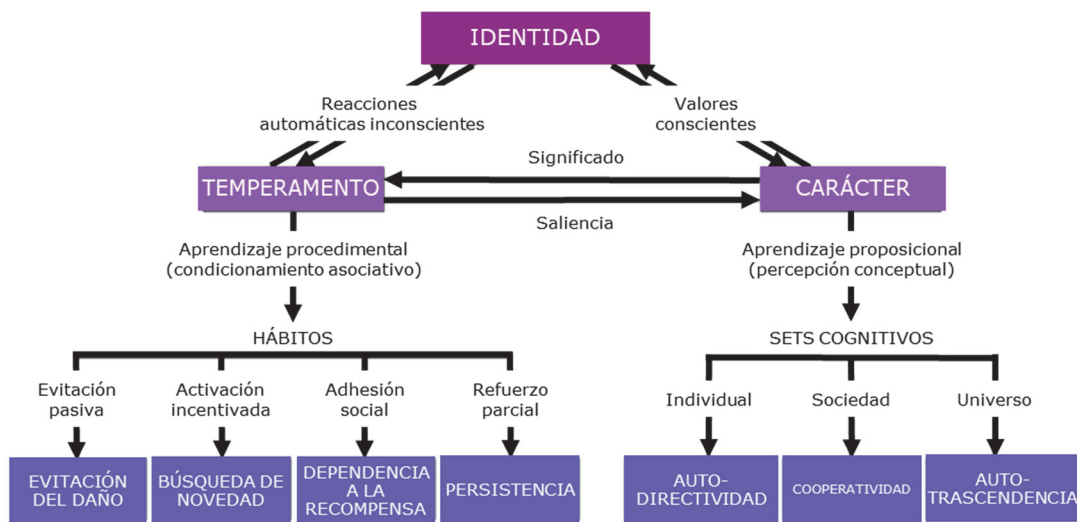 IDENTIDAD
Reacciones
automáticas inconscientes
Valores
conscientes
Significado
TEMPERAMENTO
CARÁCTER
Saliencia
Aprendizaje procedimental
(condicionamiento asociativo)
Aprendizaje proposicional
(percepción conceptual)
HÁBITOS
SETS COGNITIVOS
Evitación
pasiva
Activación
incentivada
Adhesión
social
Refuerzo
parcial
Individual
Sociedad
Universo
EVITACIÓN
DEL DAÑO
BÚSQUEDA DE
NOVEDAD
DEPENDENCIA
A LA
RECOMPENSA
PERSISTENCIA
AUTO-
DIRECTIVIDAD
COOPERATIVIDAD
AUTO-
TRASCENDENCIA